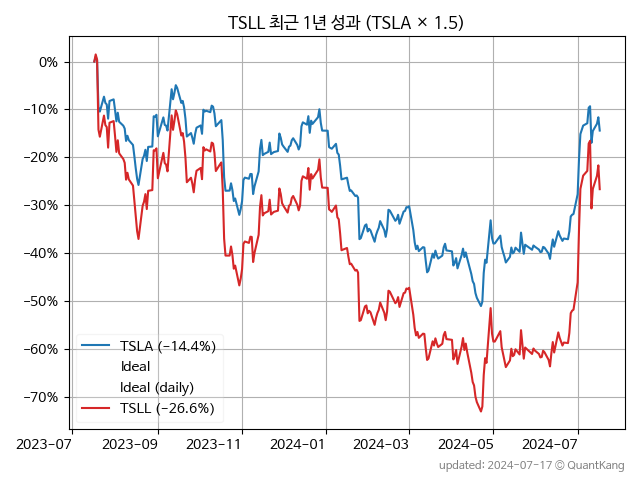 TSLL 최근 1년 성과 (TSLA × 1.5)
0%
−10%
−20%
−30%
−40%
−50%
−60%
−70%
TSLA (−14.4%)
Ideal
Ideal (daily)
TSLL (−26.6%)
2023-07 2023-09 2023-11 2024-01 2024-03 2024-05 2024-07
updated: 2024-07-17 © QuantKang